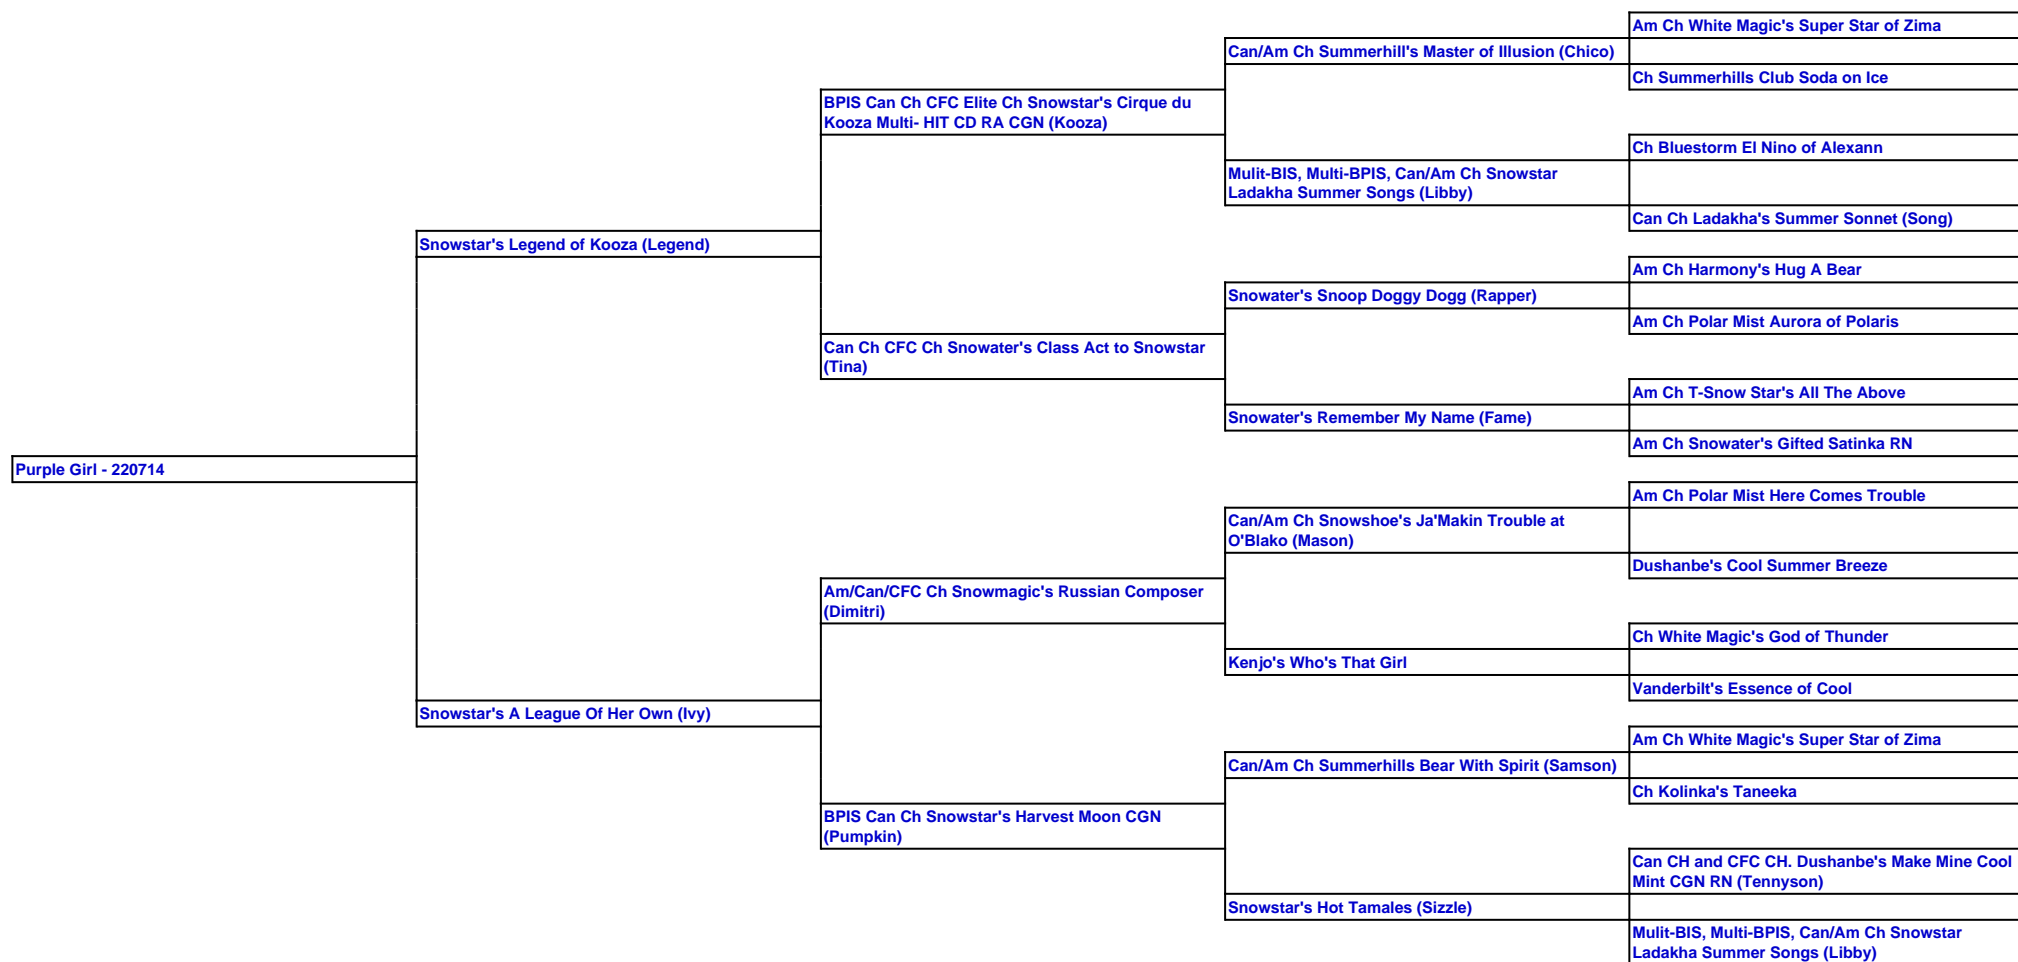 Am Ch White Magic's Super Star of Zima
Can/Am Ch Summerhill's Master of Illusion (Chico)
Ch Summerhills Club Soda on Ice
BPIS Can Ch CFC Elite Ch Snowstar's Cirque du
Kooza Multi- HIT CD RA CGN (Kooza)
Ch Bluestorm El Nino of Alexann
Mulit-BIS, Multi-BPIS, Can/Am Ch Snowstar
Ladakha Summer Songs (Libby)
Can Ch Ladakha's Summer Sonnet (Song)
Snowstar's Legend of Kooza (Legend)
Am Ch Harmony's Hug A Bear
Snowater's Snoop Doggy Dogg (Rapper)
Am Ch Polar Mist Aurora of Polaris
Can Ch CFC Ch Snowater's Class Act to Snowstar
(Tina)
Am Ch T-Snow Star's All The Above
Snowater's Remember My Name (Fame)
Am Ch Snowater's Gifted Satinka RN
Purple Girl - 220714
Am Ch Polar Mist Here Comes Trouble
Can/Am Ch Snowshoe's Ja'Makin Trouble at
O'Blako (Mason)
Dushanbe's Cool Summer Breeze
Am/Can/CFC Ch Snowmagic's Russian Composer
(Dimitri)
Ch White Magic's God of Thunder
Kenjo's Who's That Girl
Vanderbilt's Essence of Cool
Snowstar's A League Of Her Own (Ivy)
Am Ch White Magic's Super Star of Zima
Can/Am Ch Summerhills Bear With Spirit (Samson)
Ch Kolinka's Taneeka
BPIS Can Ch Snowstar's Harvest Moon CGN
(Pumpkin)
Can CH and CFC CH. Dushanbe's Make Mine Cool
Mint CGN RN (Tennyson)
Snowstar's Hot Tamales (Sizzle)
Mulit-BIS, Multi-BPIS, Can/Am Ch Snowstar
Ladakha Summer Songs (Libby)